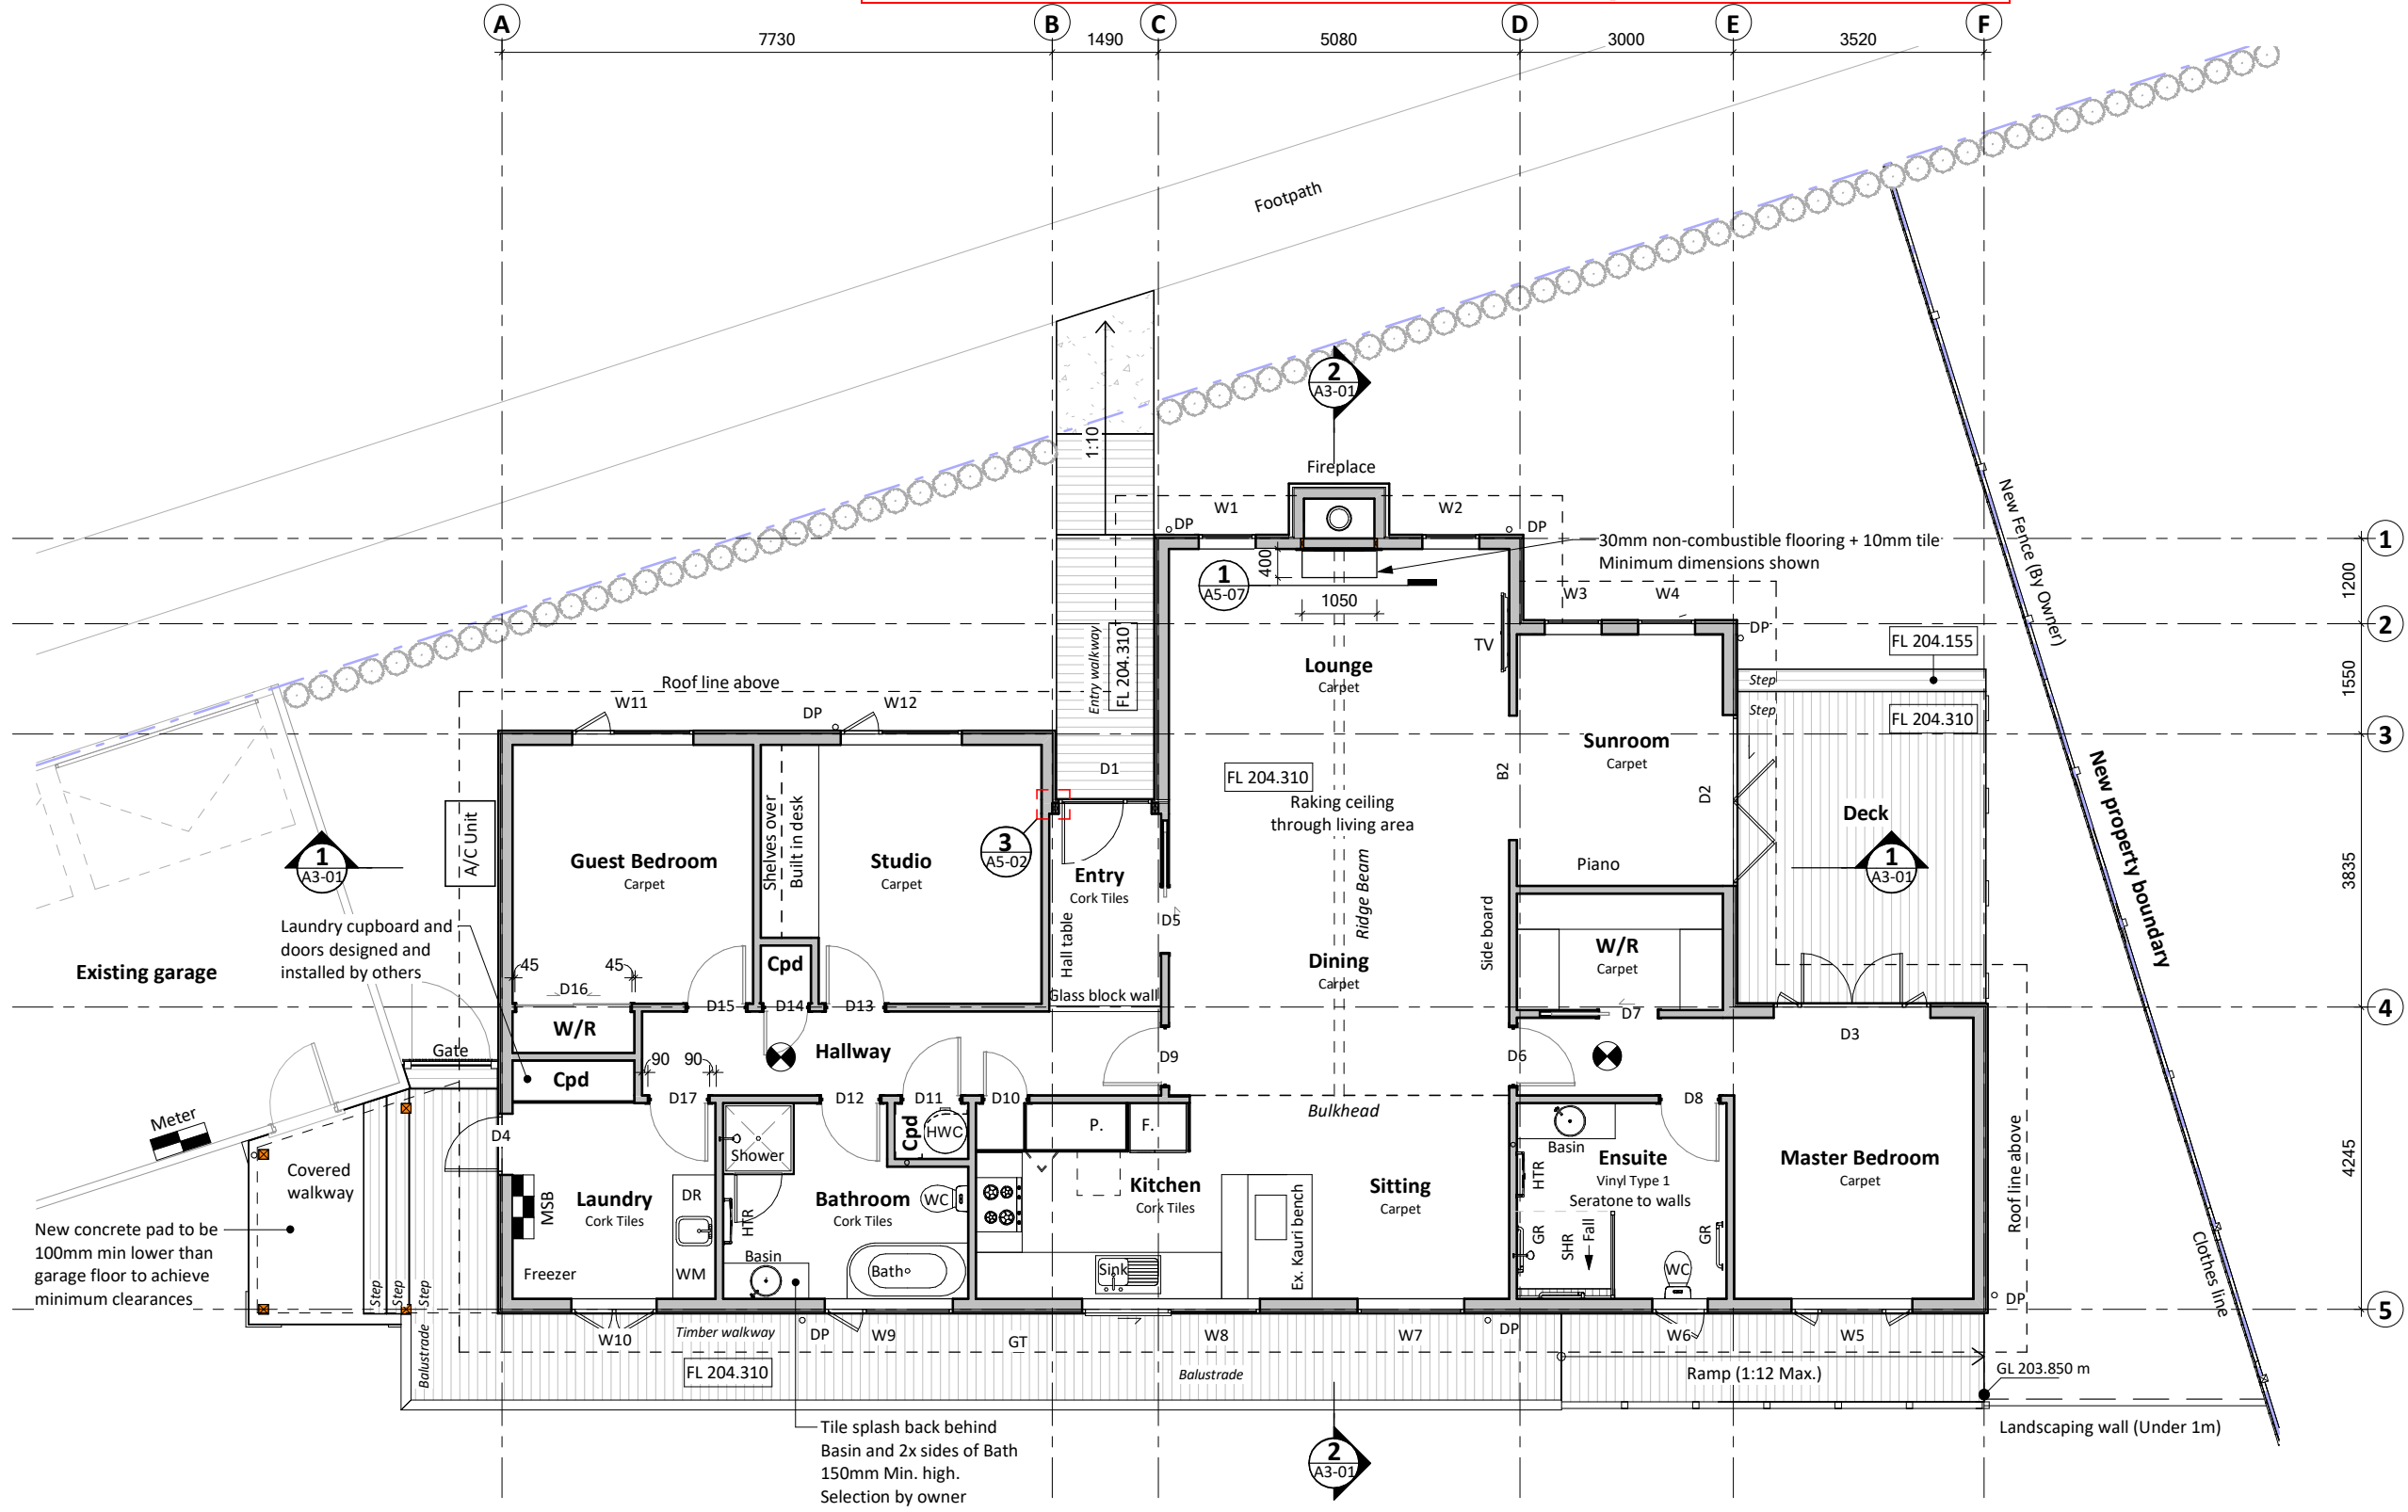 A
B
C
D
E
F
7730
1490
5080
3000
3520
Footpath
2
A3-01
1:10
Fireplace
W1
W2
DP
DP
1
400
30mm non-combustible flooring + 10mm tile
Minimum dimensions shown
1
A5-07
1050
1200
New Fence (By Owner)
W3
W4
DP
2
TV
Entry walkway
FL 204.310
Lounge
Carpet
FL 204.155
Step
1550
Roof line above
W11
DP
W12
Step
FL 204.310
3
D1
Sunroom
Carpet
FL 204.310
B2
D2
Raking ceiling
through living area
Ridge Beam
Deck
New property boundary
A/C Unit
1
A3-01
Guest Bedroom
Carpet
Shelves over
Built in desk
Studio
Carpet
3
A5-02
Entry
Cork Tiles
Piano
1
A3-01
3835
Laundry cupboard and
doors designed and
installed by others
D5
Hall table
Side board
W/R
Carpet
Existing garage
45
45
Cpd
Dining
Carpet
D16
D15
D14
D13
Glass block wall
D7
4
W/R
Gate
Hallway
D9
D6
D3
90
90
Cpd
D17
D12
D11
D10
D8
Bulkhead
Meter
D4
Cpd
HWC
P.
F.
Basin
Shower
Covered
walkway
Ensuite
Vinyl Type 1
Seratone to walls
HTR
Master Bedroom
Carpet
Roof line above
4245
MSB
Laundry
Cork Tiles
DR
HTR
Bathroom
Cork Tiles
WC
Kitchen
Cork Tiles
Ex. Kauri bench
Sitting
Carpet
GR
SHR
Fall
GR
New concrete pad to be
100mm min lower than
garage floor to achieve
minimum clearances
Freezer
WM
Basin
Bath
Sink
WC
Clothes line
Step
Step
Step
DP
5
W10
Timber walkway
DP
W9
GT
W8
W7
DP
W6
W5
Balustrade
FL 204.310
Balustrade
Ramp (1:12 Max.)
GL 203.850 m
Tile splash back behind
Basin and 2x sides of Bath
150mm Min. high.
Selection by owner
2
A3-01
Landscaping wall (Under 1m)